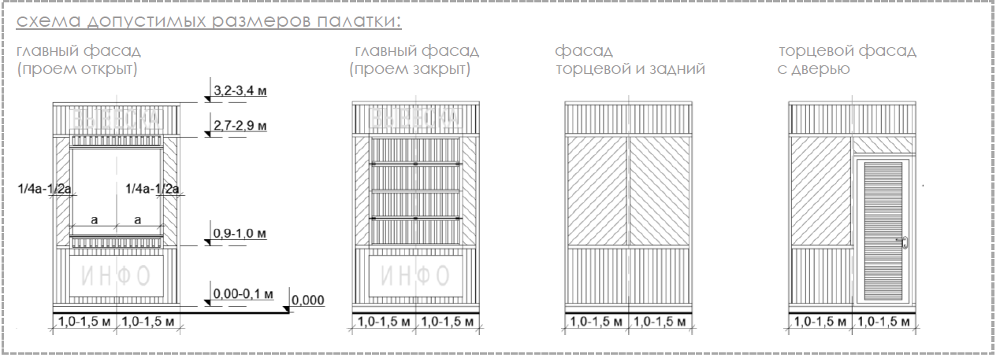 схема допустимых размеров палатки:
главный фасад
(проем открыт)
главный фасад
(проем закрыт)
фасад
торцевой и задний
торцевой фасад
с дверью
3,2-3,4 м
ВЫВЕСКА
ВЫВЕСКА
2,7-2,9 м
1/4а-1/2а
1/4а-1/2а
а
а
0,9-1,0 м
ИНФО
ИНФО
0,00-0,1 м
0,000
1,0-1,5 м
1,0-1,5 м
1,0-1,5 м
1,0-1,5 м
1,0-1,5 м
1,0-1,5 м
1,0-1,5 м
1,0-1,5 м